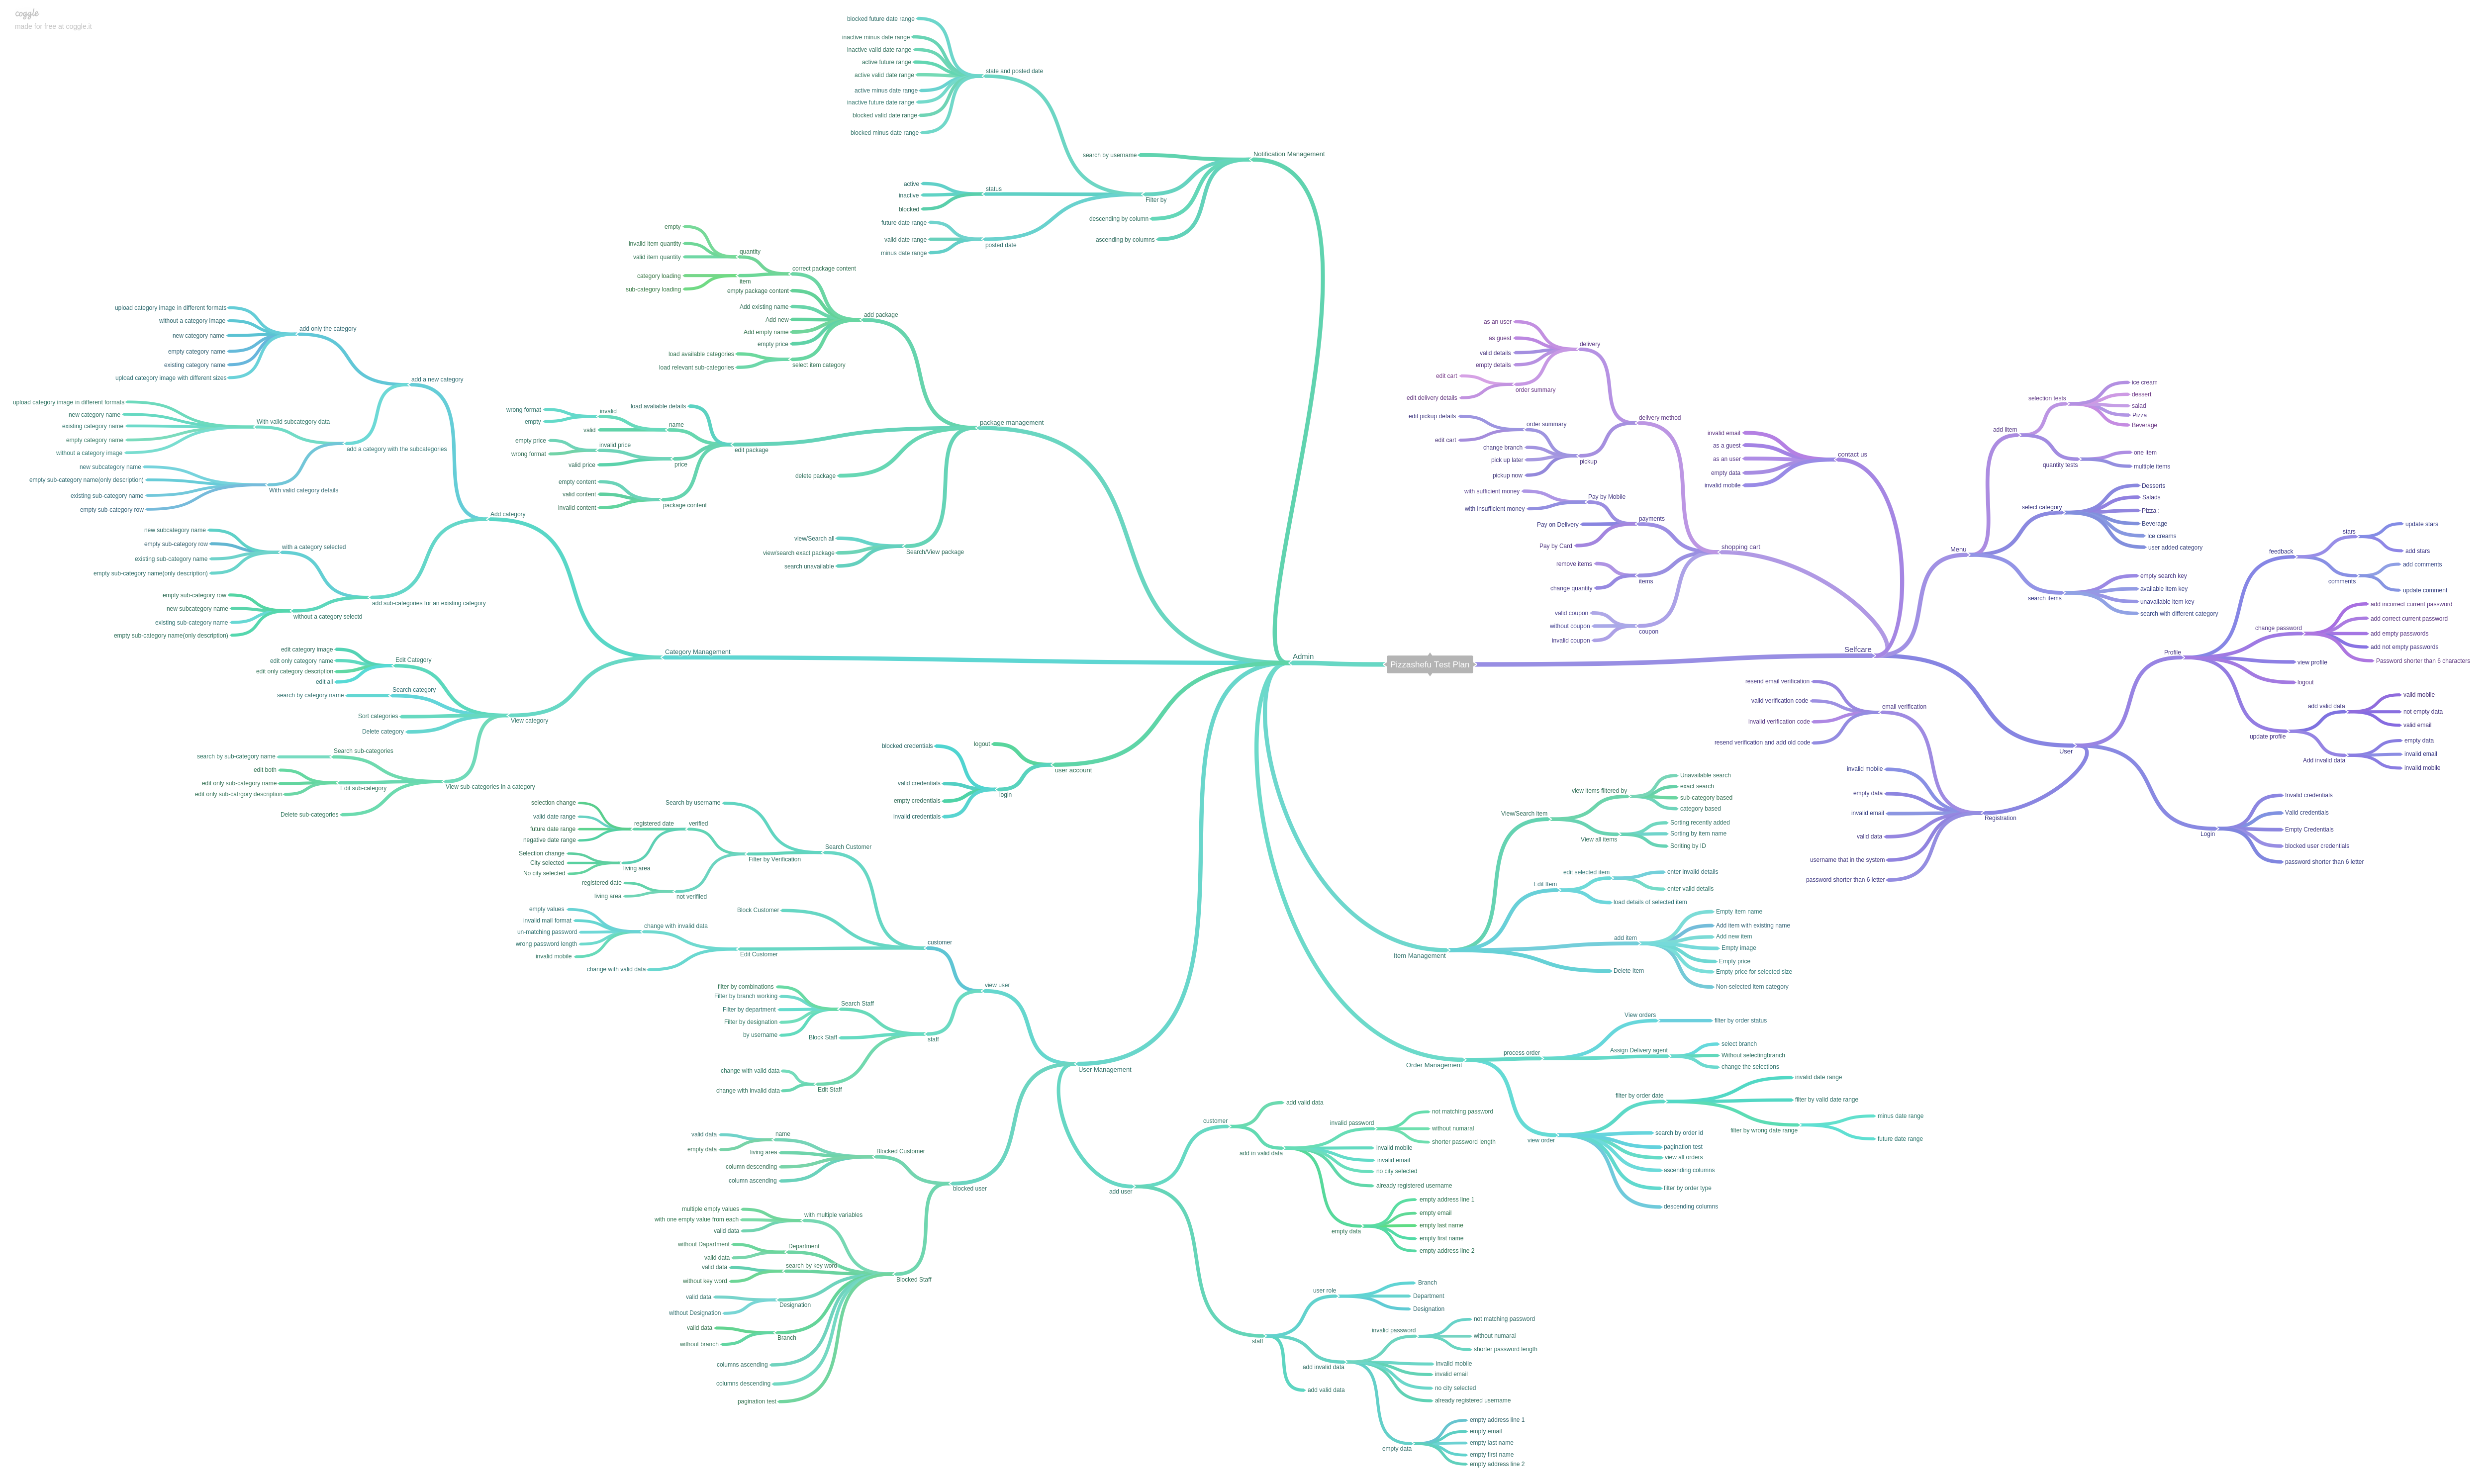 coggle
made for free at coggle.it
Pizzashefu Test Plan
Admin
Notification Management
search by username
Filter by
state and posted date
blocked future date range
inactive minus date range
inactive valid date range
active future range
active valid date range
active minus date range
inactive future date range
blocked valid date range
blocked minus date range
status
active
inactive
blocked
posted date
future date range
valid date range
minus date range
descending by column
ascending by columns
package management
add package
correct package content
quantity
empty
invalid item quantity
valid item quantity
item
category loading
sub-category loading
empty package content
Add existing name
Add new
Add empty name
empty price
select item category
load available categories
load relevant sub-categories
edit package
load avaliable details
name
invalid
wrong format
empty
valid
price
invalid price
empty price
wrong format
valid price
package content
empty content
valid content
invalid content
delete package
Search/View package
view/Search all
view/search exact package
search unavailable
Category Management
Add category
add a new category
add only the category
upload category image in different formats
without a category image
new category name
empty category name
existing category name
upload category image with different sizes
add a category with the subcategories
With valid subcategory data
upload category image in different formats
new category name
existing category name
empty category name
without a category image
With valid category details
new subcategory name
empty sub-category name(only description)
existing sub-category name
empty sub-category row
add sub-categories for an existing category
with a category selected
new subcategory name
empty sub-category row
existing sub-category name
empty sub-category name(only description)
without a category selectd
empty sub-category row
new subcategory name
existing sub-category name
empty sub-category name(only description)
View category
Edit Category
edit category image
edit only category name
edit only category description
edit all
Search category
search by category name
Sort categories
Delete category
View sub-categories in a category
Search sub-categories
search by sub-category name
Edit sub-category
edit both
edit only sub-category name
edit only sub-catrgory description
Delete sub-categories
user account
logout
login
blocked credentials
valid credentials
empty credentials
invalid credentials
User Management
view user
customer
Search Customer
Search by username
Filter by Verification
verified
registered date
selection change
valid date range
future date range
negative date range
living area
Selection change
City selected
No city selected
not verified
registered date
living area
Block Customer
Edit Customer
change with invalid data
empty values
invalid mail format
un-matching password
wrong password length
invalid mobile
change with valid data
staff
Search Staff
filter by combinations
Filter by branch working
Filter by department
Filter by designation
by username
Block Staff
Edit Staff
change with valid data
change with invalid data
blocked user
Blocked Customer
name
valid data
empty data
living area
column descending
column ascending
Blocked Staff
with multiple variables
multiple empty values
with one empty value from each
valid data
Department
without Dapartment
valid data
search by key word
valid data
without key word
Designation
valid data
without Designation
Branch
valid data
without branch
columns ascending
columns descending
pagination test
add user
customer
add valid data
add in valid data
invalid password
not matching password
without numaral
shorter password length
invalid mobile
invalid email
no city selected
already registered username
empty data
empty address line 1
empty email
empty last name
empty first name
empty address line 2
staff
user role
Branch
Department
Designation
add invalid data
invalid password
not matching password
without numaral
shorter password length
invalid mobile
invalid email
no city selected
already registered username
empty data
empty address line 1
empty email
empty last name
empty first name
empty address line 2
add valid data
Item Management
View/Search item
view items filtered by
Unavailable search
exact search
sub-category based
category based
View all items
Sorting recently added
Sorting by item name
Sorting by ID
Edit Item
edit selected item
enter invalid details
enter valid details
load details of selected item
add item
Empty item name
Add item with existing name
Add new item
Empty image
Empty price
Empty price for selected size
Non-selected item category
Delete Item
Order Management
process order
View orders
filter by order status
Assign Delivery agent
select branch
Without selectingbranch
change the selections
view order
filter by order date
invalid date range
filter by valid date range
filter by wrong date range
minus date range
future date range
search by order id
pagination test
view all orders
ascending columns
filter by order type
descending columns
Selfcare
contact us
invalid email
as a guest
as an user
empty data
invalid mobile
shopping cart
delivery method
delivery
as an user
as guest
valid details
empty details
order summary
edit cart
edit delivery details
pickup
order summary
edit pickup details
edit cart
change branch
pick up later
pickup now
payments
Pay by Mobile
with sufficient money
with insufficient money
Pay on Delivery
Pay by Card
items
remove items
change quantity
coupon
valid coupon
without coupon
invalid coupon
Menu
add iitem
selection tests
ice cream
dessert
salad
Pizza
Beverage
quantity tests
one item
multiple items
select category
Desserts
Salads
Pizza :
Beverage
Ice creams
user added category
search items
empty search key
available item key
unavailable item key
search with different category
User
Profile
feedback
stars
update stars
add stars
comments
add comments
update comment
change password
add incorrect current password
add correct current password
add empty passwords
add not empty passwords
Password shorter than 6 characters
view profile
logout
update profile
add valid data
valid mobile
not empty data
valid email
Add invalid data
empty data
invalid email
invalid mobile
Login
Invalid credentials
Valid credentials
Empty Credentials
blocked user credentials
password shorter than 6 letter
Registration
email verification
resend email verification
valid verification code
invalid verification code
resend verification and add old code
invalid mobile
empty data
invalid email
valid data
username that in the system
password shorter than 6 letter